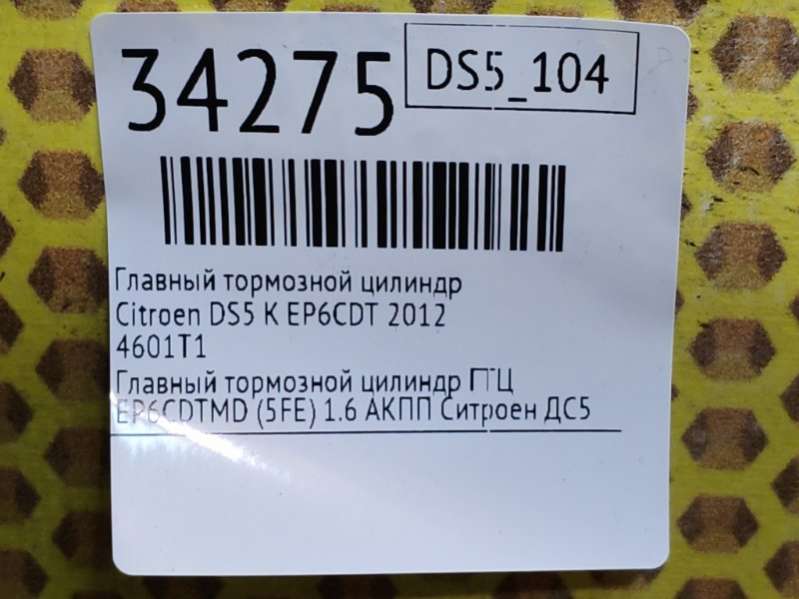 34275
DS5_104
Главный тормозной цилиндр
Citroen DS5 K EP6CDT 2012
4601T1
Главный тормозной цилиндр ГТЦ
EP6CDTMD (5FE) 1.6 АКПП Ситроен ДС5